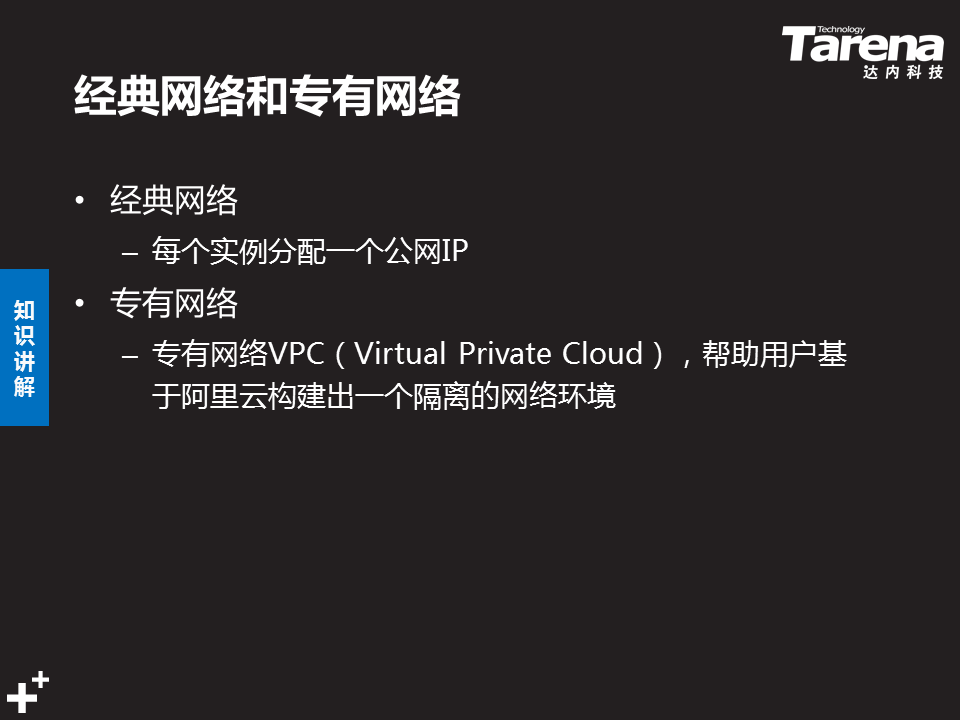 Technology
Tarena
达内科技
经典网络和专有网络
• 经典网络
– 每个实例分配一个公网IP
• 专有网络
– 专有网络VPC（Virtual Private Cloud），帮助用户基
于阿里云构建出一个隔离的网络环境
知识讲解